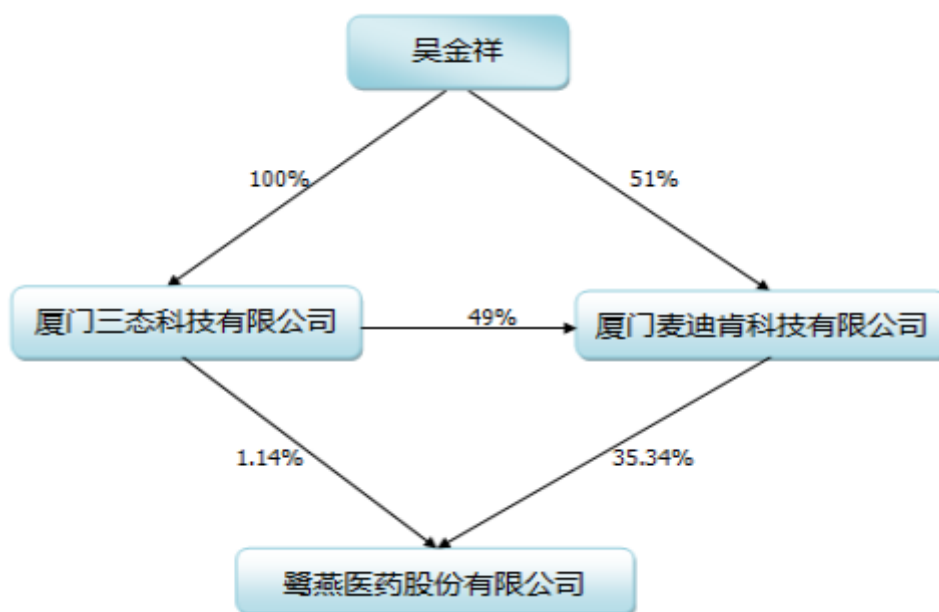 吴金祥
100%
51%
厦门三态科技有限公司
49%
厦门麦迪肯科技有限公司
1.14%
35.34%
鹭燕医药股份有限公司